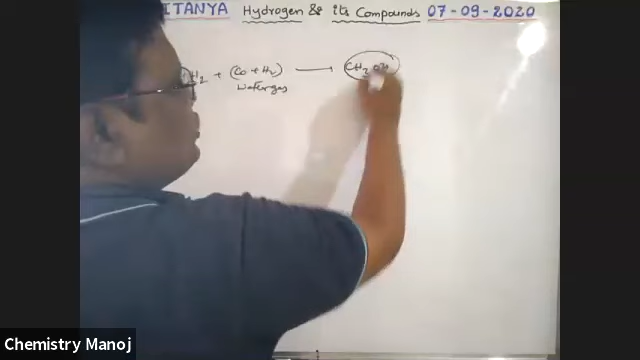 ITANYA Hydrogen & its Compounds 07-09-2020
H2 + (CO + H2) → CH3OH
Watergas
Chemistry Manoj